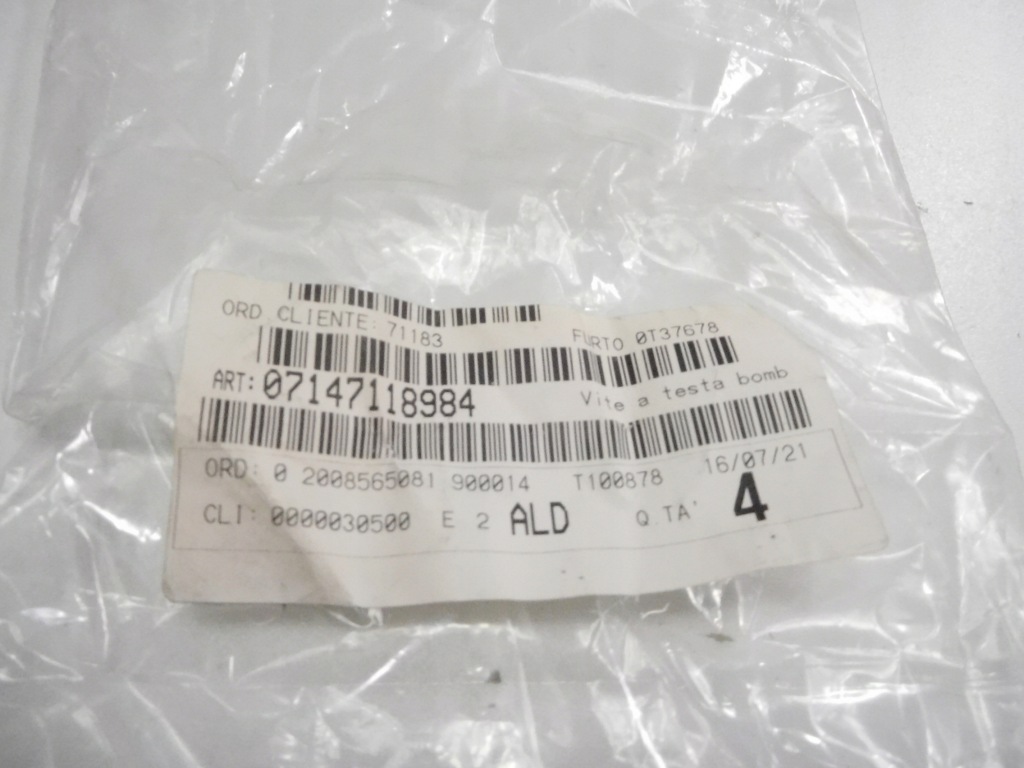 ORD CLIENTE: 71183 FURTO 0T37678
ART: 07147118984 Vite a testa bomb
ORD: 0 2008565081 900014 T100878 16/07/21
CLI: 0000030500 E 2 ALD Q.TA' 4